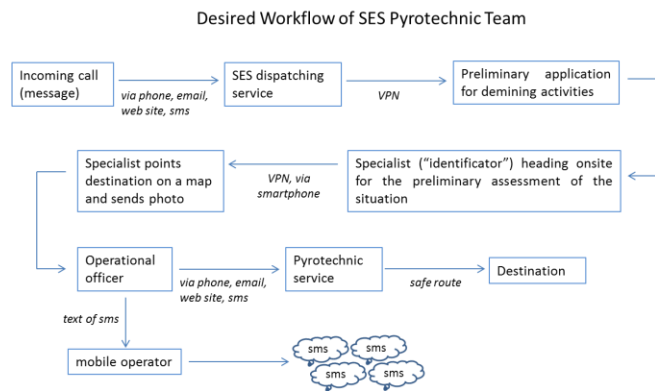 Desired Workflow of SES Pyrotechnic Team
Incoming call
(message)
via phone, email,
web site, sms
SES dispatching
service
VPN
Preliminary application
for demining activities
Specialist points
destination on a map
and sends photo
VPN, via
smartphone
Specialist (“identificator”) heading onsite
for the preliminary assessment of the
situation
Operational
officer
via phone, email,
web site, sms
Pyrotechnic
service
safe route
Destination
text of sms
mobile operator
sms
sms
sms
sms